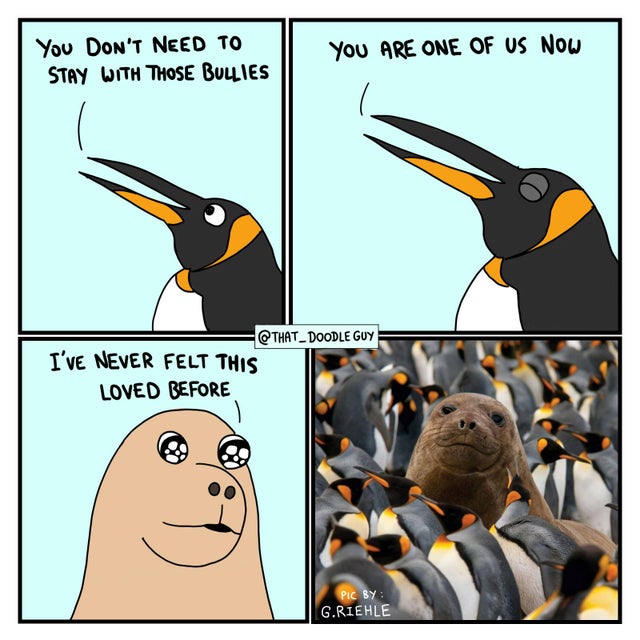 YOU DON'T NEED TO
STAY WITH THOSE BULLIES
YOU ARE ONE OF US NOW
@THAT_DOODLE GUY
I'VE NEVER FELT THIS
LOVED BEFORE
PIC BY:
G.RIEHLE